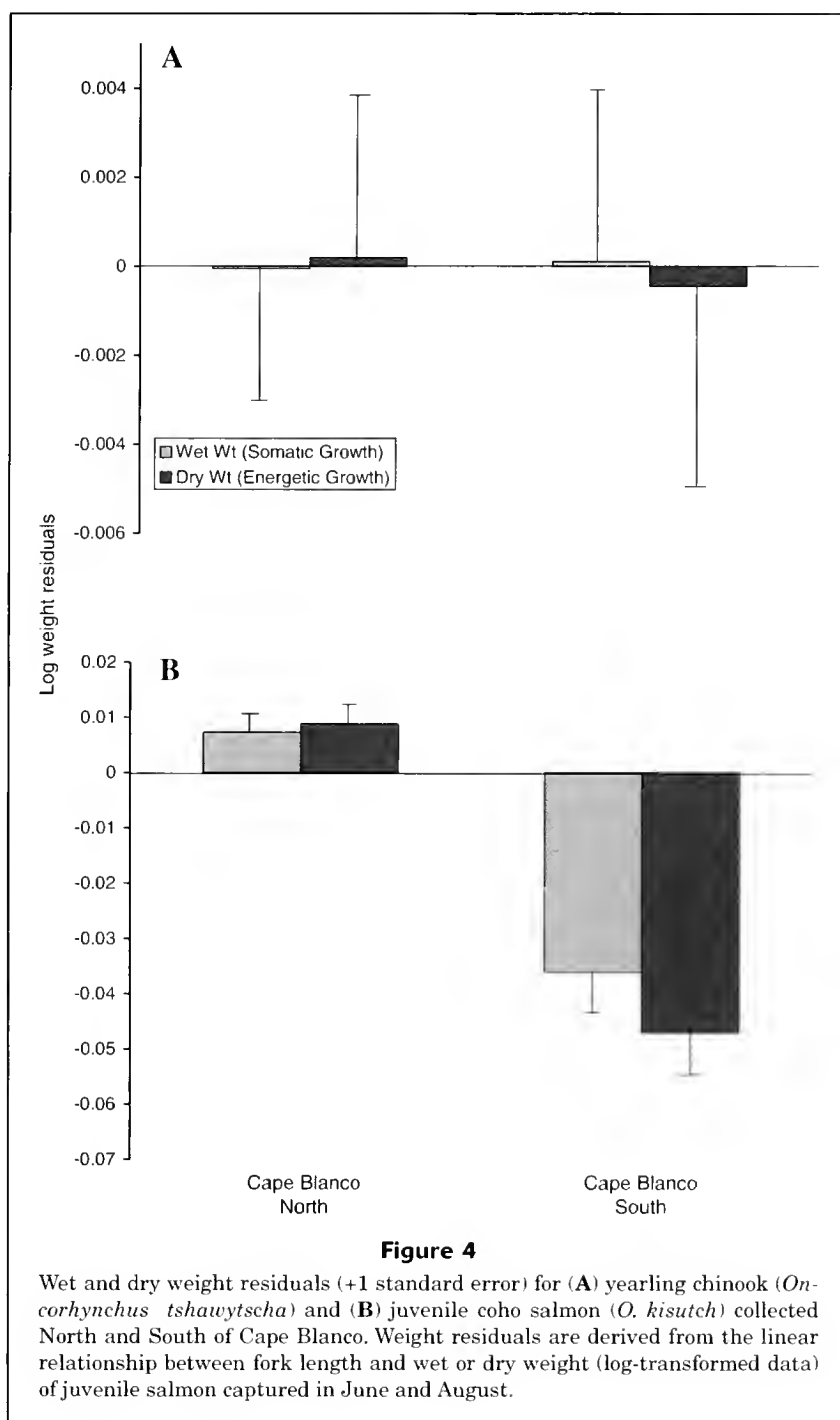 A
0.004
0.002
0
-0.002
-0.004
-0.006
Wet Wt (Somatic Growth)
Dry Wt (Energetic Growth)
Log weight residuals
B
0.02
0.01
0
-0.01
-0.02
-0.03
-0.04
-0.05
-0.06
-0.07
Cape Blanco
North
Cape Blanco
South
Figure 4
Wet and dry weight residuals (+1 standard error) for (A) yearling chinook (On-
corhynchus tshawytscha) and (B) juvenile coho salmon (O. kisutch) collected
North and South of Cape Blanco. Weight residuals are derived from the linear
relationship between fork length and wet or dry weight (log-transformed data)
of juvenile salmon captured in June and August.